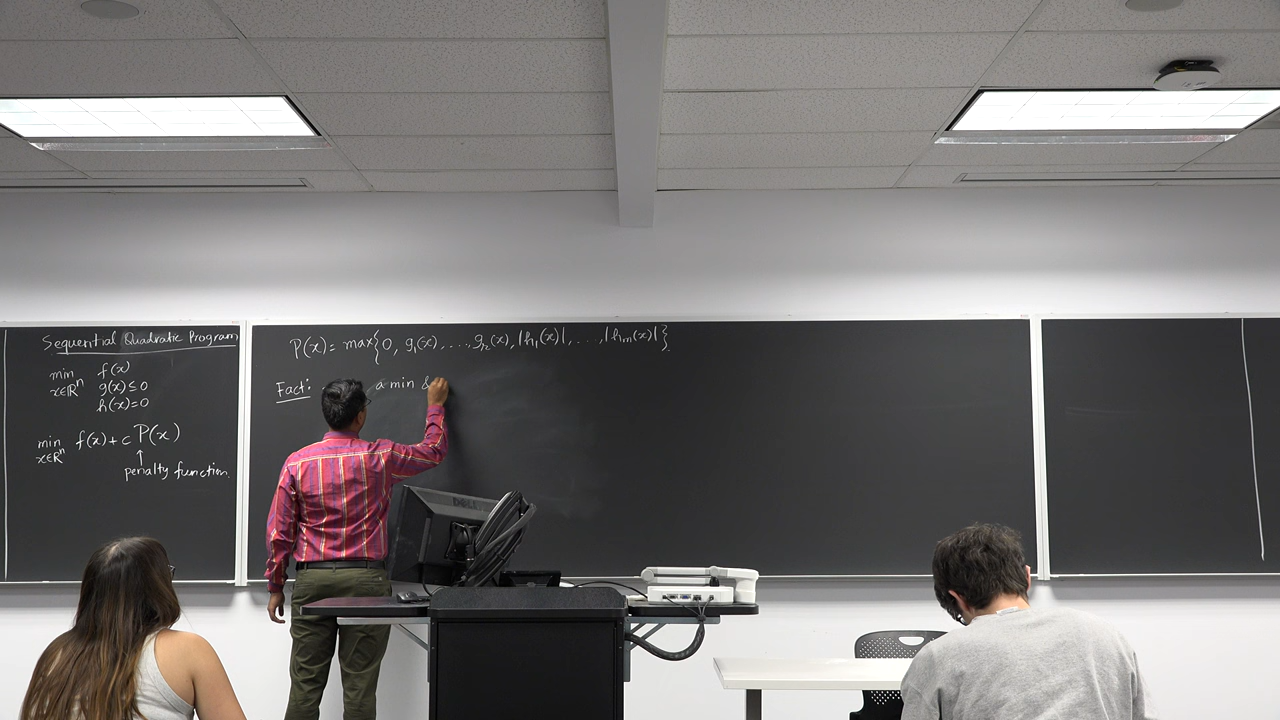 Sequential Quadratic Program
min f(x)
x∈ℝⁿ g(x) ≤ 0
h(x)=0
min f(x) + c P(x)
x∈ℝⁿ
↑
penalty function.
P(x) = max{0, g₁(x), ..., gᵣ(x), |h₁(x)|, ..., |hₘ(x)|}.
Fact: a min &
DELL